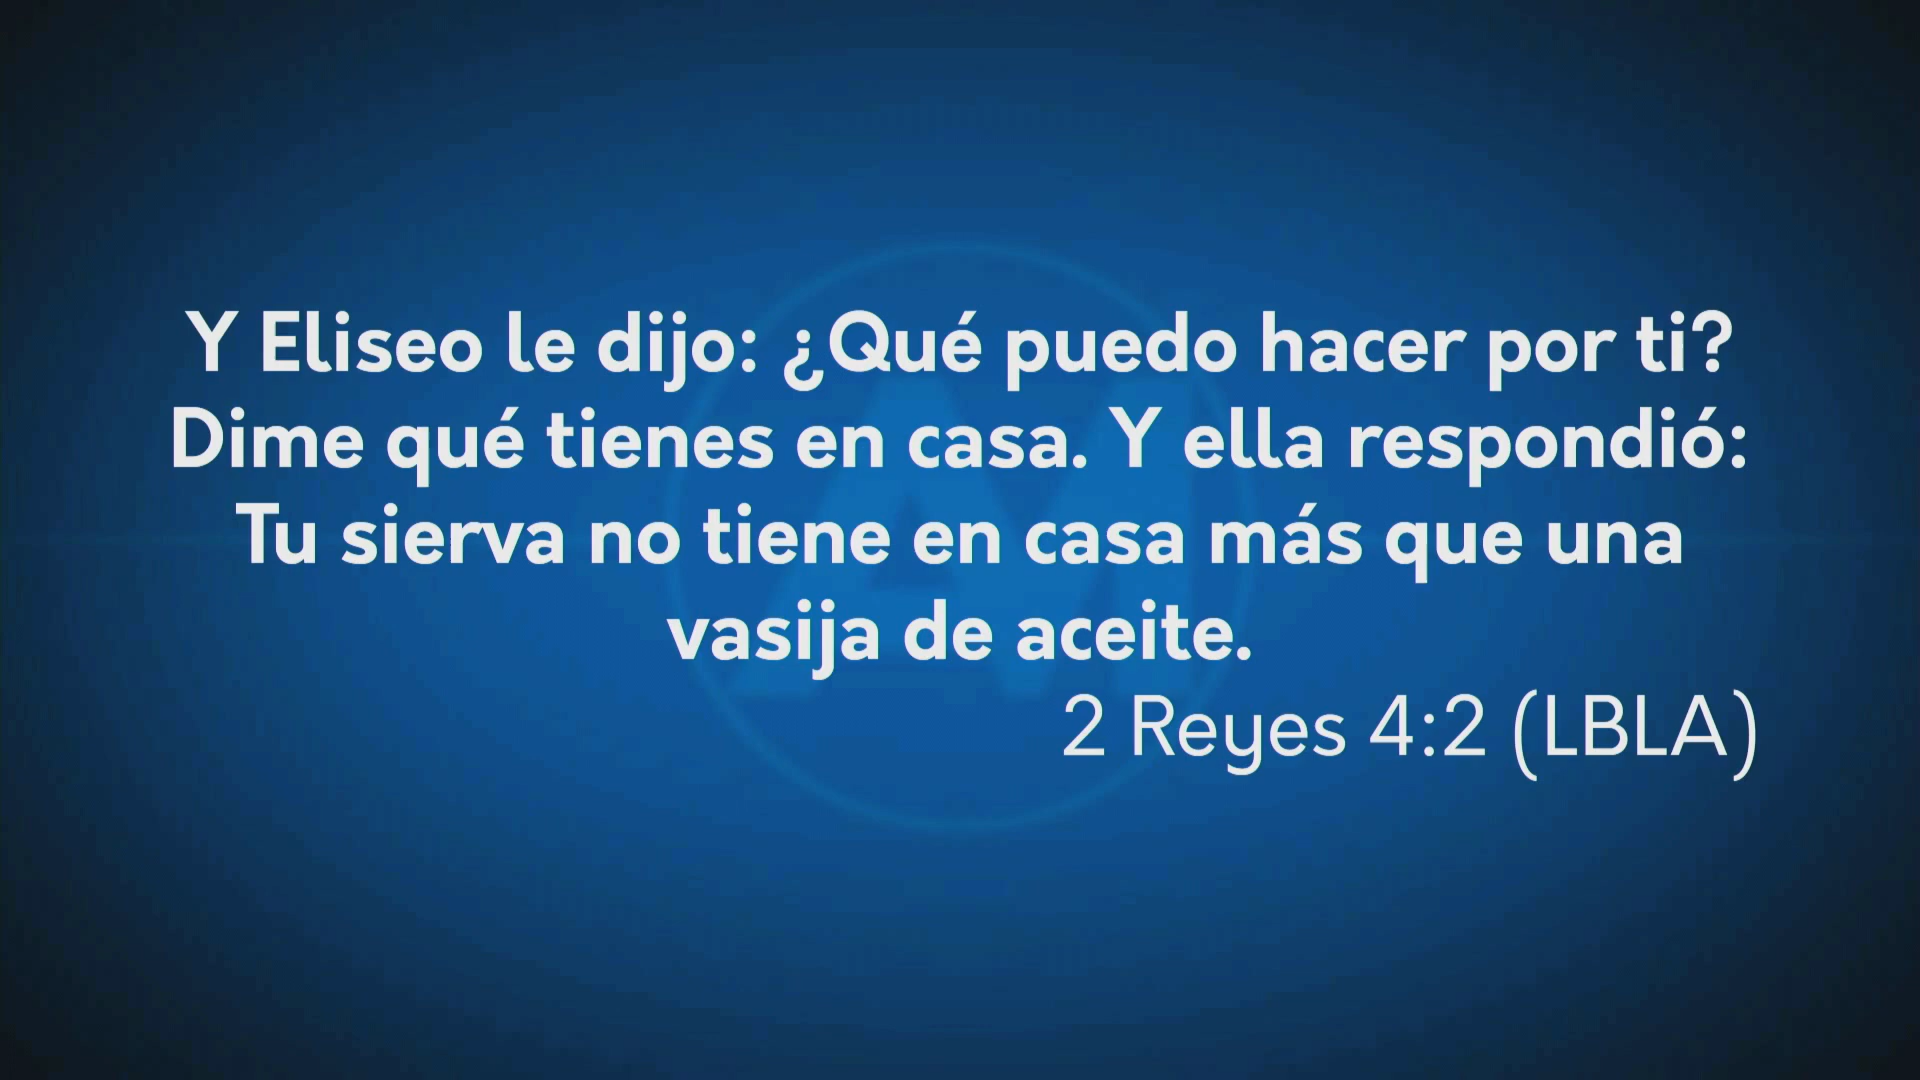 Y Eliseo le dijo: ¿Qué puedo hacer por ti?
Dime qué tienes en casa. Y ella respondió:
Tu sierva no tiene en casa más que una
vasija de aceite.
2 Reyes 4:2 (LBLA)
AM